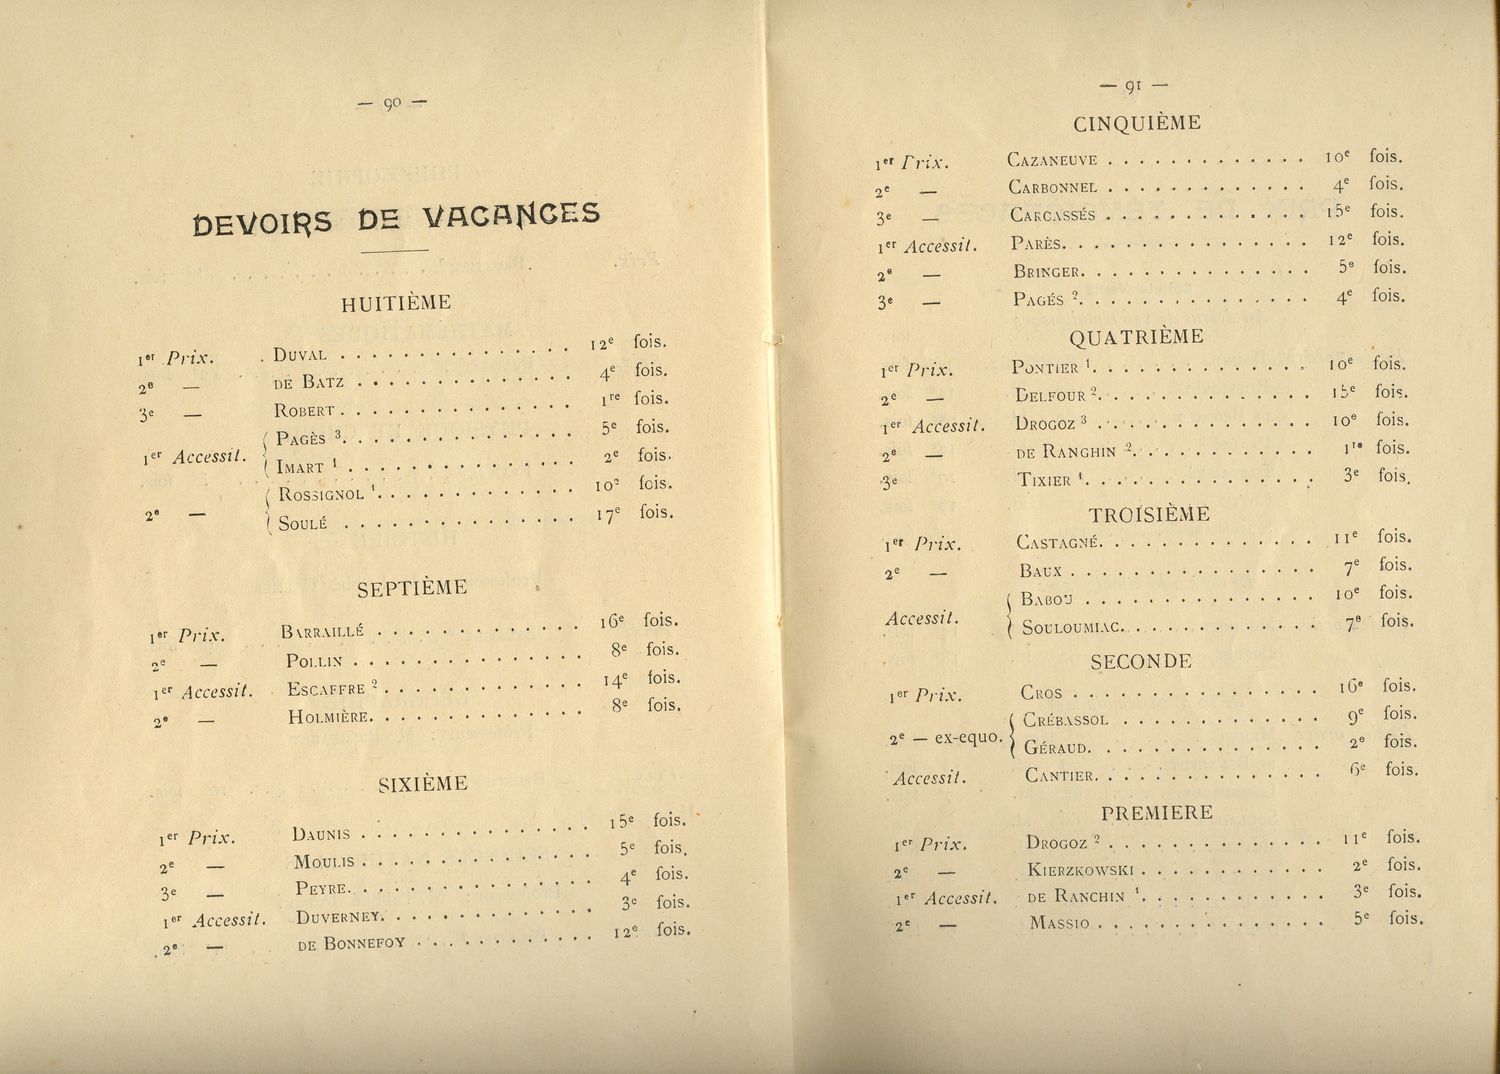 — 90 —
DEVOIRS DE VACANCES
HUITIÈME
1er Prix. Duval . . . . . . . . . . . . . . 12e fois.
2e — de Batz . . . . . . . . . . . . . 4e fois.
3e — Robert . . . . . . . . . . . . . 1re fois.
Pagès 3. . . . . . . . . . . . . 5e fois.
1er Accessit.
Imart 1 . . . . . . . . . . . . . 2e fois.
Rossignol 1. . . . . . . . . . . . 10e fois.
2e —
Soulé . . . . . . . . . . . . . 17e fois.
SEPTIÈME
1er Prix. Barraillé . . . . . . . . . . . . 16e fois.
2e — Pollin . . . . . . . . . . . . . 8e fois.
1er Accessit. Escaffre 2 . . . . . . . . . . . . 14e fois.
2e — Holmière. . . . . . . . . . . . . 8e fois.
SIXIÈME
1er Prix. Daunis . . . . . . . . . . . . . 15e fois.
2e — Moulis . . . . . . . . . . . . . 5e fois.
3e — Peyre. . . . . . . . . . . . . . 4e fois.
1er Accessit. Duverney. . . . . . . . . . . . 3e fois.
2e — de Bonnefoy . . . . . . . . . . . 12e fois.
— 91 —
CINQUIÈME
1er Prix. Cazaneuve . . . . . . . . . . . . 10e fois.
2e — Carbonnel . . . . . . . . . . . . 4e fois.
3e — Carcassés . . . . . . . . . . . . 15e fois.
1er Accessit. Parès. . . . . . . . . . . . . . 12e fois.
2e — Bringer. . . . . . . . . . . . . 5e fois.
3e — Pagés 2. . . . . . . . . . . . . 4e fois.
QUATRIÈME
1er Prix. Pontier 1. . . . . . . . . . . . . 10e fois.
2e — Delfour 2. . . . . . . . . . . . . 15e fois.
1er Accessit. Drogoz 3 . . . . . . . . . . . . . 10e fois.
2e — de Ranghin 2. . . . . . . . . . . 1re fois.
3e Tixier 1. . . . . . . . . . . . . 3e fois.
TROISIÈME
1er Prix. Castagné. . . . . . . . . . . . . 11e fois.
2e — Baux . . . . . . . . . . . . . . 7e fois.
Babou . . . . . . . . . . . . . 10e fois.
Accessit.
Souloumiac. . . . . . . . . . . . 7e fois.
SECONDE
1er Prix. Cros . . . . . . . . . . . . . . 16e fois.
Crébassol . . . . . . . . . . . . 9e fois.
2e — ex-equo.
Géraud. . . . . . . . . . . . . 2e fois.
Accessit. Cantier. . . . . . . . . . . . . 6e fois.
PREMIERE
1er Prix. Drogoz 2 . . . . . . . . . . . . . 11e fois.
2e — Kierzkowski . . . . . . . . . . . 2e fois.
1er Accessit. de Ranchin 1. . . . . . . . . . . 3e fois.
2e — Massio . . . . . . . . . . . . . 5e fois.